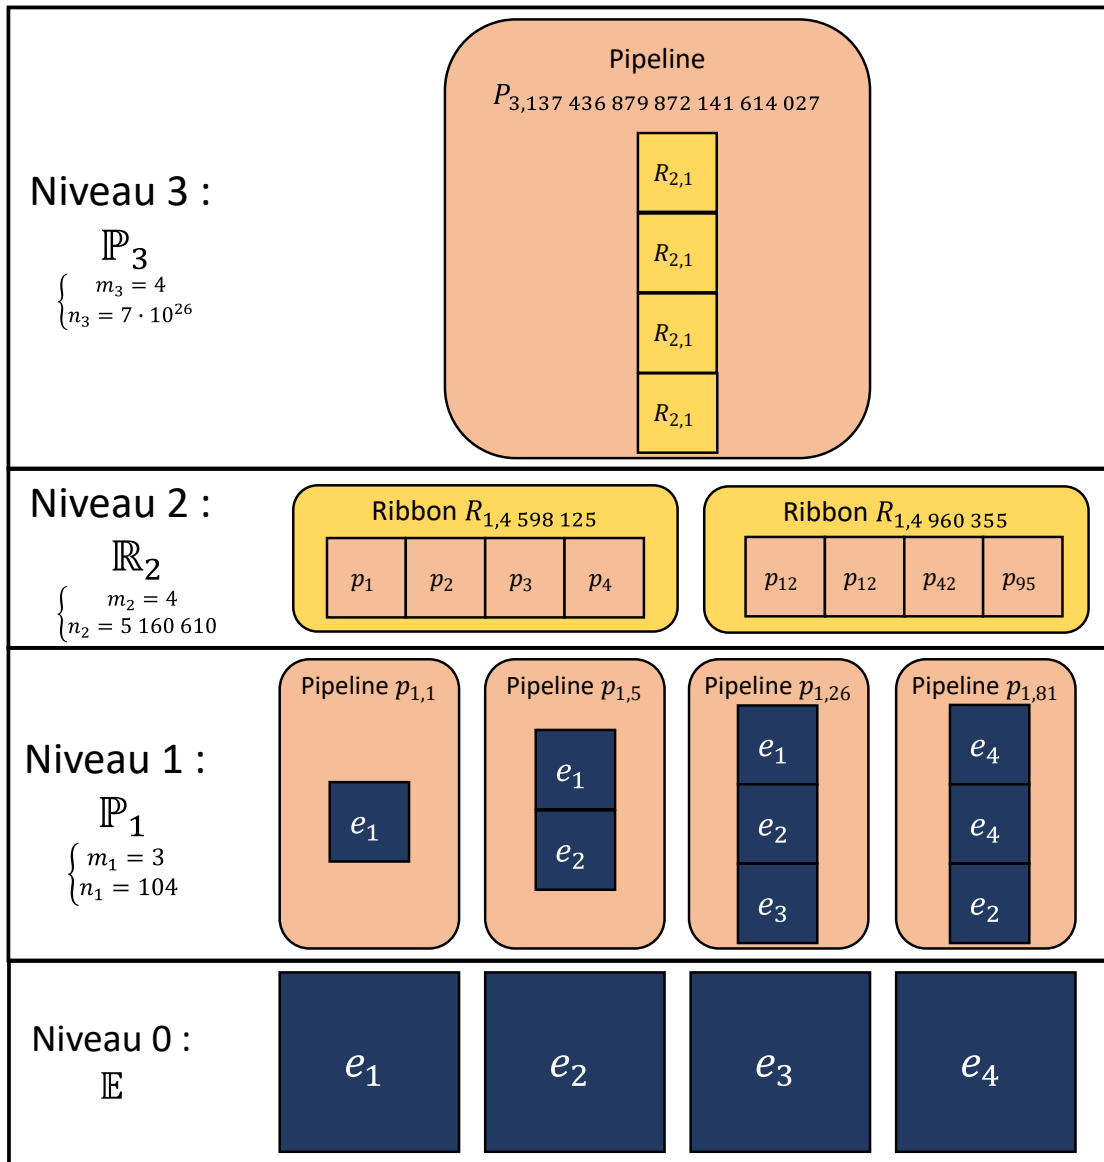 Pipeline
P3,137 436 879 872 141 614 027
R2,1
R2,1
R2,1
R2,1
Niveau 3 :
ℙ3
{ m3 = 4
n3 = 7 · 10^26
Niveau 2 :
ℝ2
{ m2 = 4
n2 = 5 160 610
Ribbon R1,4 598 125
p1 p2 p3 p4
Ribbon R1,4 960 355
p12 p12 p42 p95
Niveau 1 :
ℙ1
{ m1 = 3
n1 = 104
Pipeline p1,1
e1
Pipeline p1,5
e1
e2
Pipeline p1,26
e1
e2
e3
Pipeline p1,81
e4
e4
e2
Niveau 0 :
𝔼
e1 e2 e3 e4